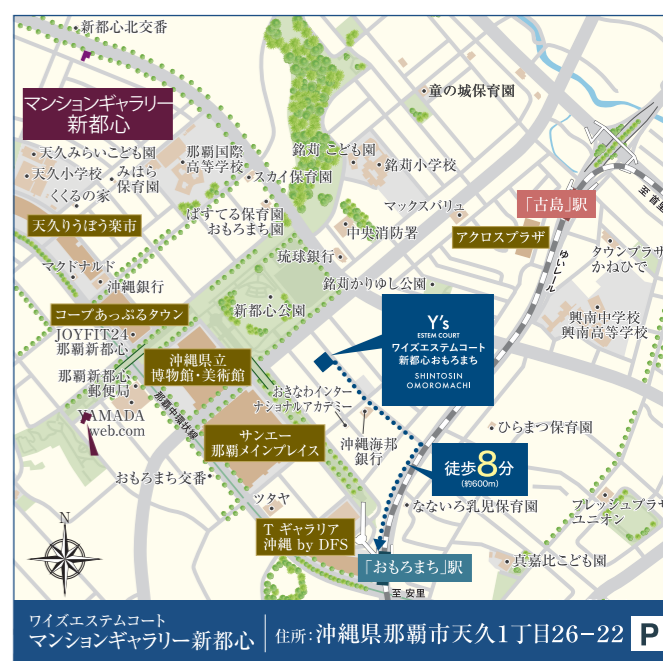 新都心北交番
童の城保育園
マンションギャラリー
新都心
天久みらいこども園
天久小学校
みはら
保育園
くくるの家
那覇国際
高等学校
スカイ保育園
銘苅 こども園
銘苅小学校
マックスバリュ
「古島」駅
至 首里
天久りうぼう楽市
ぱすてる保育園
おもろまち園
中央消防署
アクロスプラザ
琉球銀行
ゆいレール
タウンプラザ
かねひで
マクドナルド
沖縄銀行
新都心公園
銘苅かりゆし公園
コープあっぷるタウン
JOYFIT24
那覇新都心
Y's
ESTEM COURT
ワイズエステムコート
新都心おもろまち
SHINTOSIN
OMOROMACHI
興南中学校
興南高等学校
沖縄県立
博物館・美術館
那覇新都心
郵便局
おきなわインター
ナショナルアカデミー
YAMADA
web.com
那覇中環状線
サンエー
那覇メインプレイス
沖縄海邦
銀行
ひらまつ保育園
徒歩8分
(約600m)
おもろまち交番
ツタヤ
なないろ乳児保育園
フレッシュプラザ
ユニオン
N
T ギャラリア
沖縄 by DFS
「おもろまち」駅
真嘉比こども園
至 安里
ワイズエステムコート
マンションギャラリー新都心
住所:沖縄県那覇市天久1丁目26−22
P